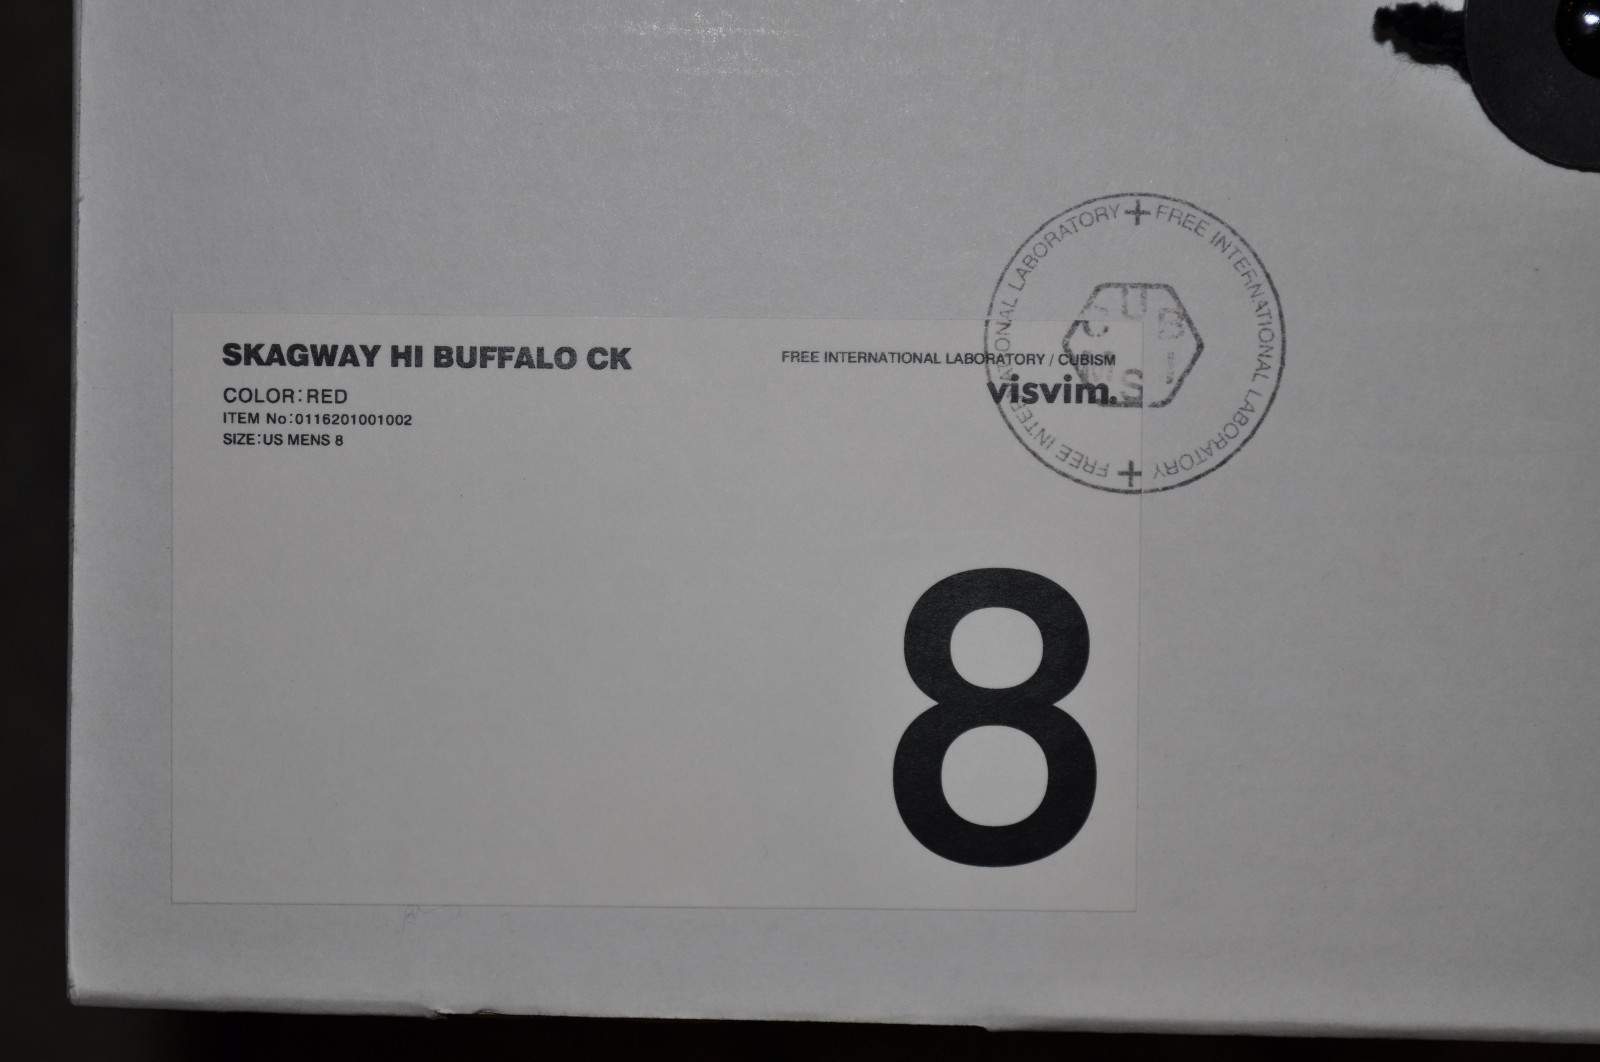 SKAGWAY HI BUFFALO CK
COLOR:RED
ITEM No:0116201001002
SIZE:US MENS 8
FREE INTERNATIONAL LABORATORY / CUBISM
visvim.
FREE INTERNATIONAL LABORATORY + FREE INTERNATIONAL LABORATORY +
CUBISM
8